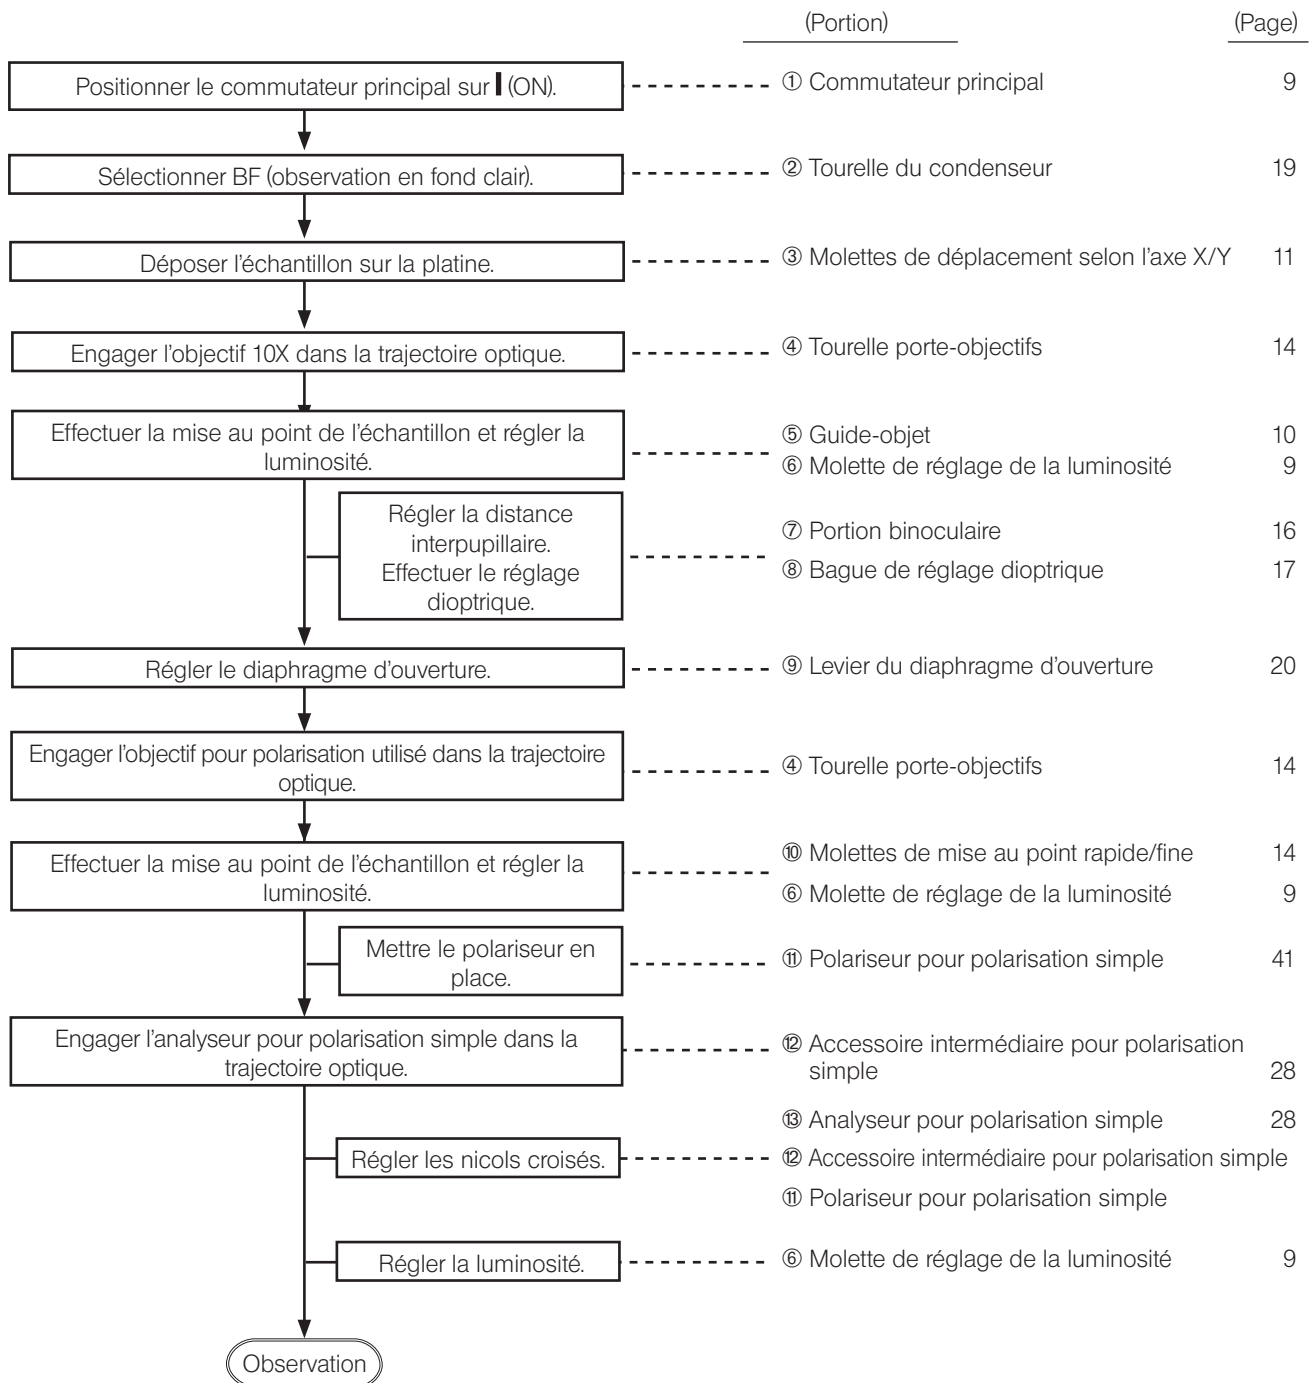 (Portion) (Page)
Positionner le commutateur principal sur I (ON). ① Commutateur principal 9
Sélectionner BF (observation en fond clair). ② Tourelle du condenseur 19
Déposer l'échantillon sur la platine. ③ Molettes de déplacement selon l'axe X/Y 11
Engager l'objectif 10X dans la trajectoire optique. ④ Tourelle porte-objectifs 14
Effectuer la mise au point de l'échantillon et régler la
luminosité.
⑤ Guide-objet 10
⑥ Molette de réglage de la luminosité 9
Régler la distance
interpupillaire.
Effectuer le réglage
dioptrique.
⑦ Portion binoculaire 16
⑧ Bague de réglage dioptrique 17
Régler le diaphragme d'ouverture. ⑨ Levier du diaphragme d'ouverture 20
Engager l'objectif pour polarisation utilisé dans la trajectoire
optique.
④ Tourelle porte-objectifs 14
Effectuer la mise au point de l'échantillon et régler la
luminosité.
⑩ Molettes de mise au point rapide/fine 14
⑥ Molette de réglage de la luminosité 9
Mettre le polariseur en
place.
⑪ Polariseur pour polarisation simple 41
Engager l'analyseur pour polarisation simple dans la
trajectoire optique.
⑫ Accessoire intermédiaire pour polarisation
simple 28
⑬ Analyseur pour polarisation simple 28
Régler les nicols croisés. ⑫ Accessoire intermédiaire pour polarisation simple
⑪ Polariseur pour polarisation simple
Régler la luminosité. ⑥ Molette de réglage de la luminosité 9
Observation